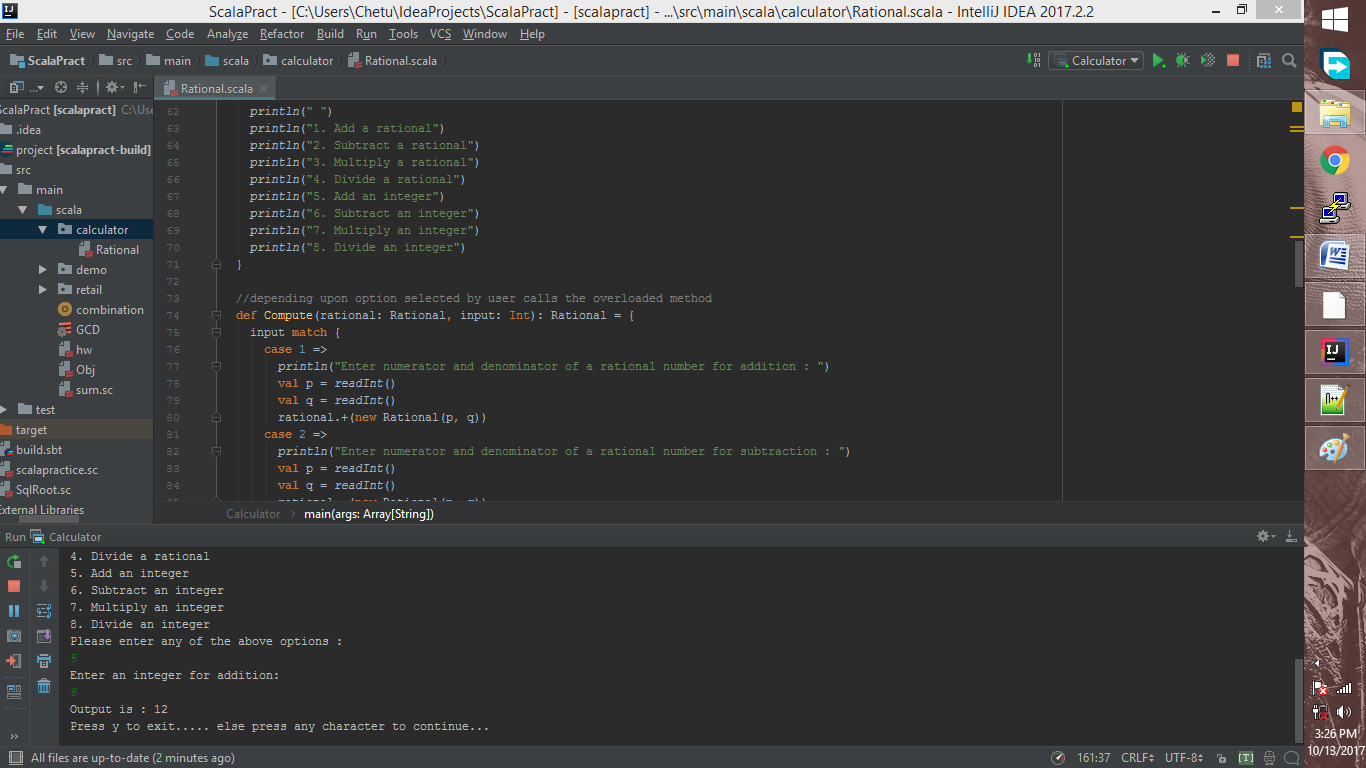 ScalaPract - [C:\Users\Chetu\IdeaProjects\ScalaPract] - [scalapract] - ...\src\main\scala\calculator\Rational.scala - IntelliJ IDEA 2017.2.2
File Edit View Navigate Code Analyze Refactor Build Run Tools VCS Window Help
ScalaPract src main scala calculator Rational.scala
Calculator
Rational.scala
ScalaPract [scalapract] C:\Use
.idea
project [scalapract-build]
src
main
scala
calculator
Rational
demo
retail
combination
GCD
hw
Obj
sum.sc
test
target
build.sbt
scalapractice.sc
SqlRoot.sc
External Libraries
62 println(" ")
63 println("1. Add a rational")
64 println("2. Subtract a rational")
65 println("3. Multiply a rational")
66 println("4. Divide a rational")
67 println("5. Add an integer")
68 println("6. Subtract an integer")
69 println("7. Multiply an integer")
70 println("8. Divide an integer")
71 }
72
73 //depending upon option selected by user calls the overloaded method
74 def Compute(rational: Rational, input: Int): Rational = {
75 input match {
76 case 1 =>
77 println("Enter numerator and denominator of a rational number for addition : ")
78 val p = readInt()
79 val q = readInt()
80 rational.+(new Rational(p, q))
81 case 2 =>
82 println("Enter numerator and denominator of a rational number for subtraction : ")
83 val p = readInt()
84 val q = readInt()
Calculator › main(args: Array[String])
Run Calculator
4. Divide a rational
5. Add an integer
6. Subtract an integer
7. Multiply an integer
8. Divide an integer
Please enter any of the above options :
5
Enter an integer for addition:
8
Output is : 12
Press y to exit..... else press any character to continue...
All files are up-to-date (2 minutes ago)
161:37 CRLF UTF-8 [T]
3:26 PM
10/13/2017